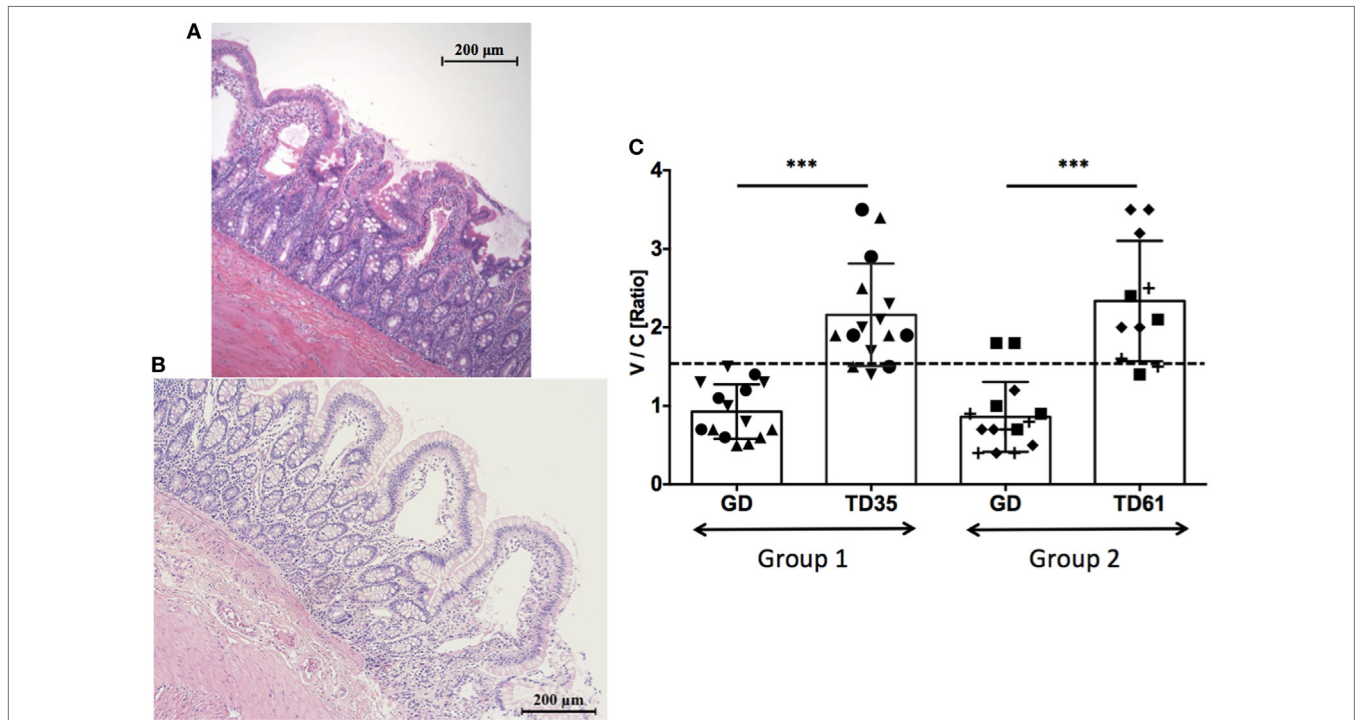 A
200 µm
B
200 µm
C
V / C [Ratio]
4
3
2
1
0
***
***
GD
TD35
GD
TD61
Group 1
Group 2